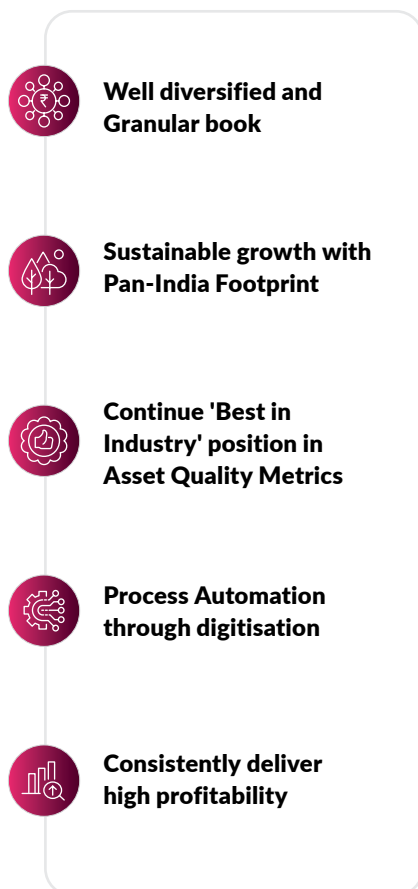 ₹
Well diversified and
Granular book
Sustainable growth with
Pan-India Footprint
Continue 'Best in
Industry' position in
Asset Quality Metrics
Process Automation
through digitisation
Consistently deliver
high profitability